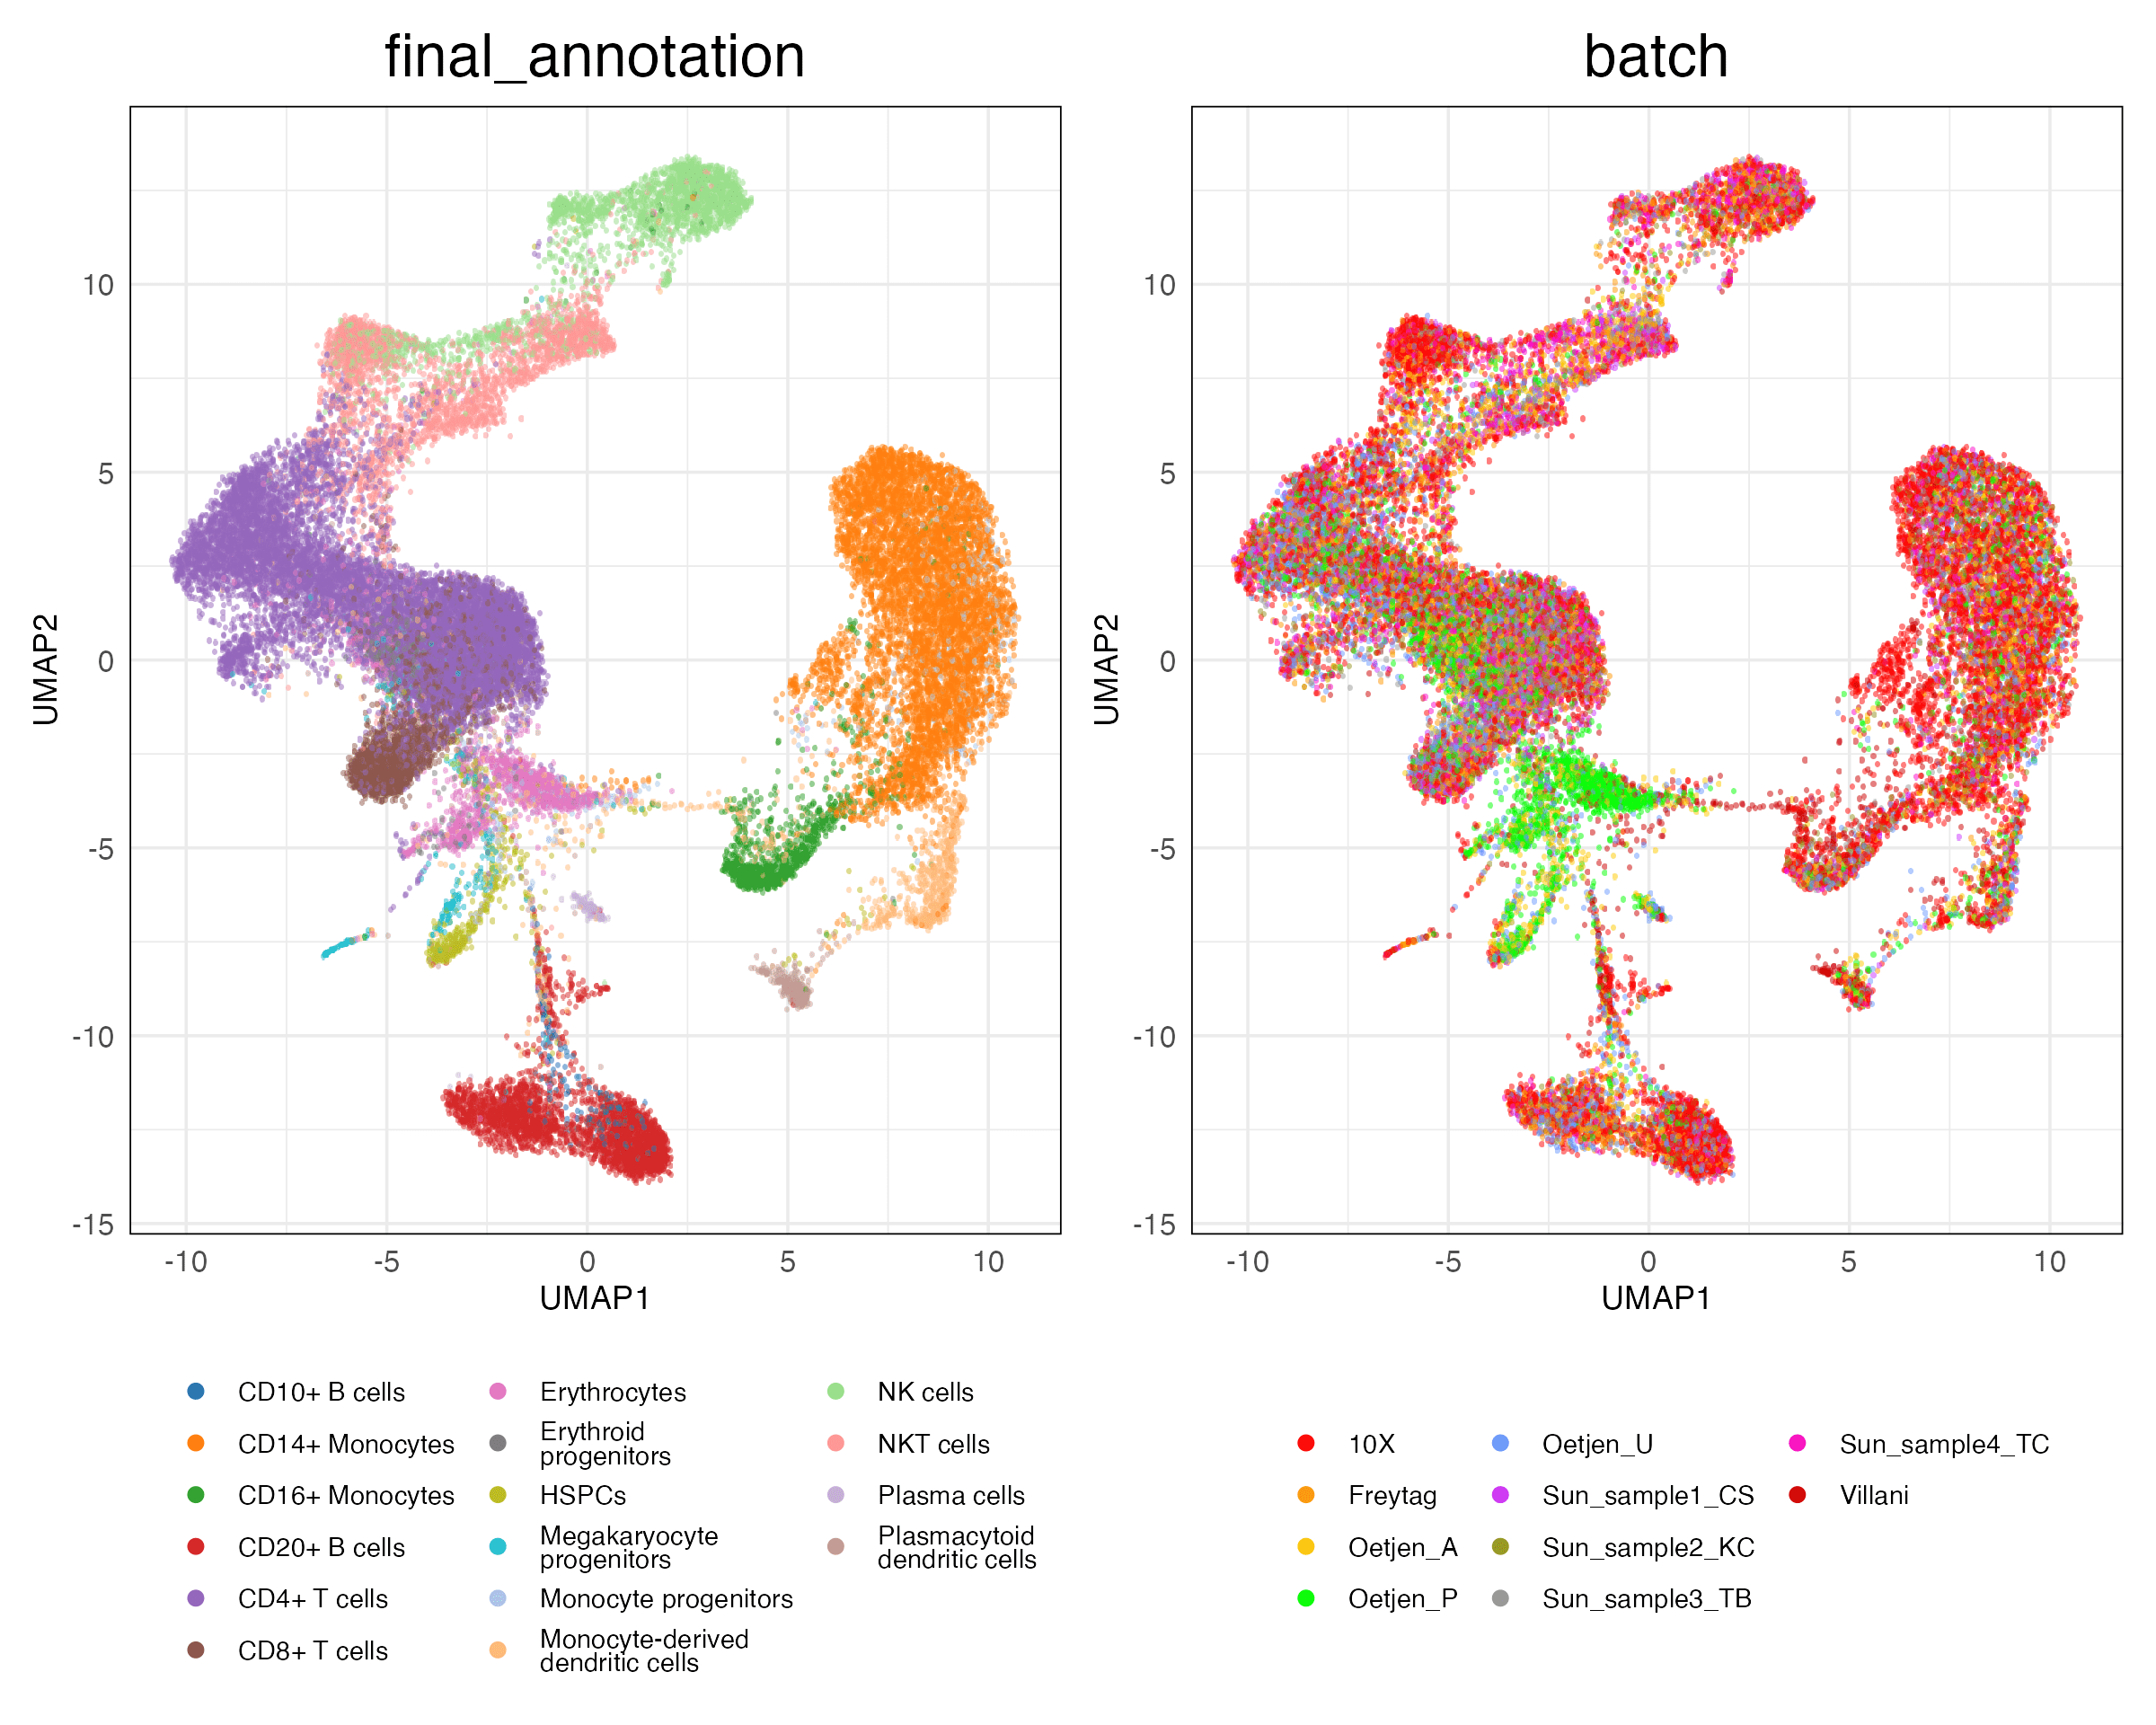 final_annotation
batch
UMAP2
10
5
0
-5
-10
-15
-10
-5
0
5
10
UMAP1
UMAP2
10
5
0
-5
-10
-15
-10
-5
0
5
10
UMAP1
CD10+ B cells
CD14+ Monocytes
CD16+ Monocytes
CD20+ B cells
CD4+ T cells
CD8+ T cells
Erythrocytes
Erythroid
progenitors
HSPCs
Megakaryocyte
progenitors
Monocyte progenitors
Monocyte-derived
dendritic cells
NK cells
NKT cells
Plasma cells
Plasmacytoid
dendritic cells
10X
Freytag
Oetjen_A
Oetjen_P
Oetjen_U
Sun_sample1_CS
Sun_sample2_KC
Sun_sample3_TB
Sun_sample4_TC
Villani